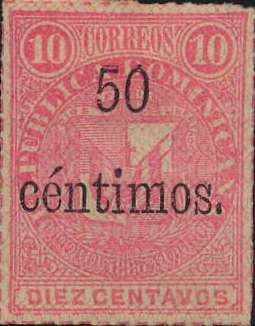 10 CORREOS 10
REPUBLICA DOMINICANA
50
céntimos.
DIEZ CENTAVOS